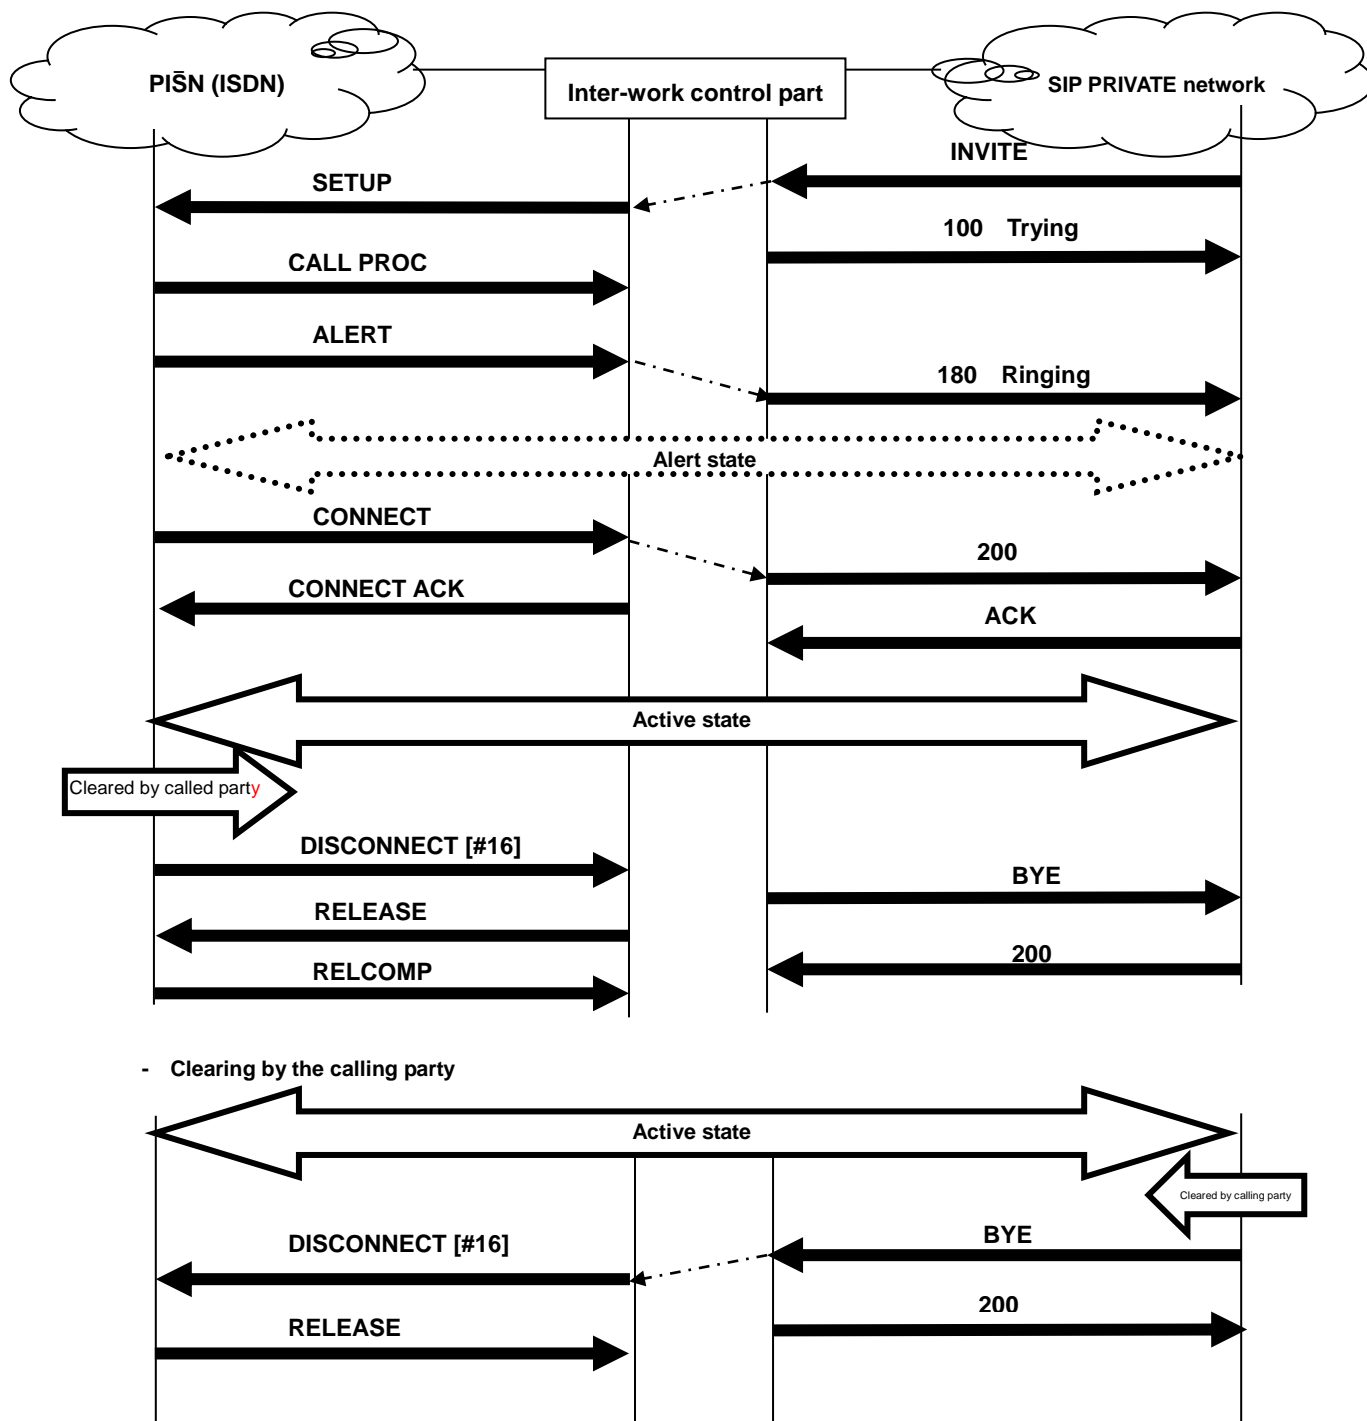 PIS̄N (ISDN)
Inter-work control part
SIP PRIVATE network
INVITE
SETUP
100 Trying
CALL PROC
ALERT
180 Ringing
Alert state
CONNECT
200
CONNECT ACK
ACK
Active state
Cleared by called party
DISCONNECT [#16]
BYE
RELEASE
200
RELCOMP
- Clearing by the calling party
Active state
Cleared by calling party
BYE
DISCONNECT [#16]
200
RELEASE